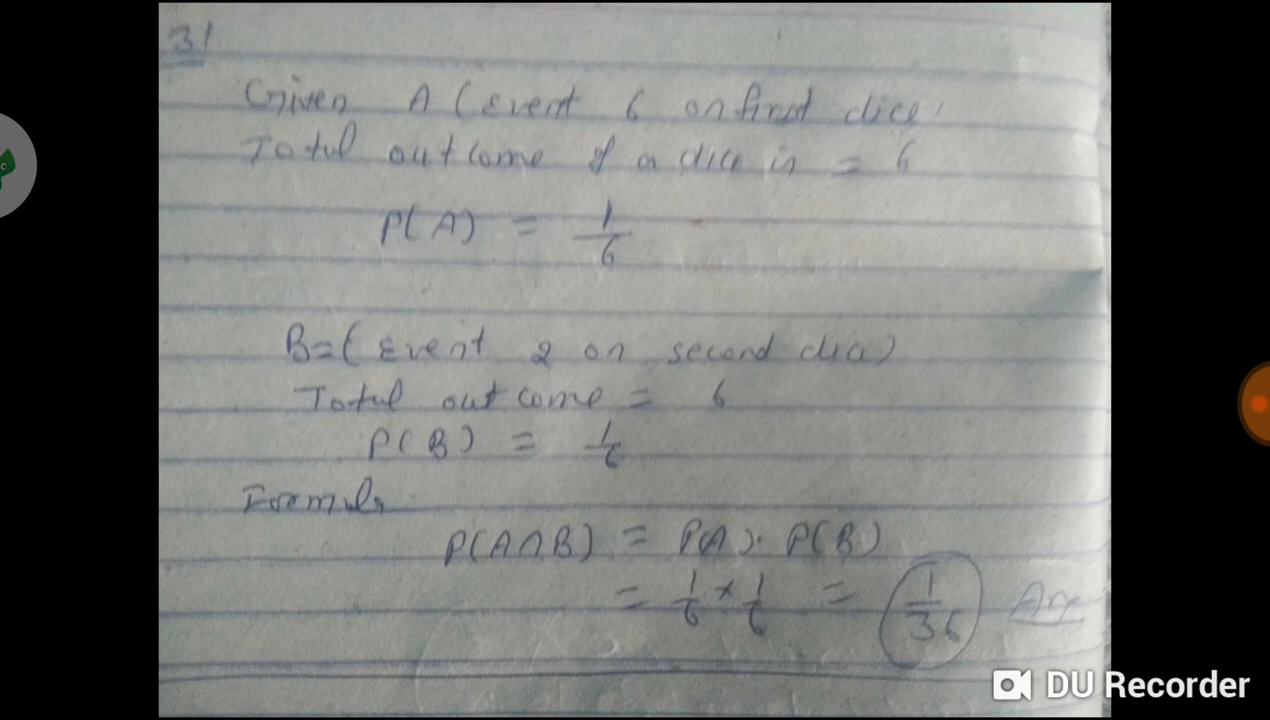 31
Given A (Event 6 on first dice)
Total outcome of a dice is = 6
P(A) = 1/6
B=(Event 2 on second dice)
Total outcome = 6
P(B) = 1/6
Formula
P(A∩B) = P(A). P(B)
= 1/6 × 1/6 = 1/36 Ans
DU Recorder